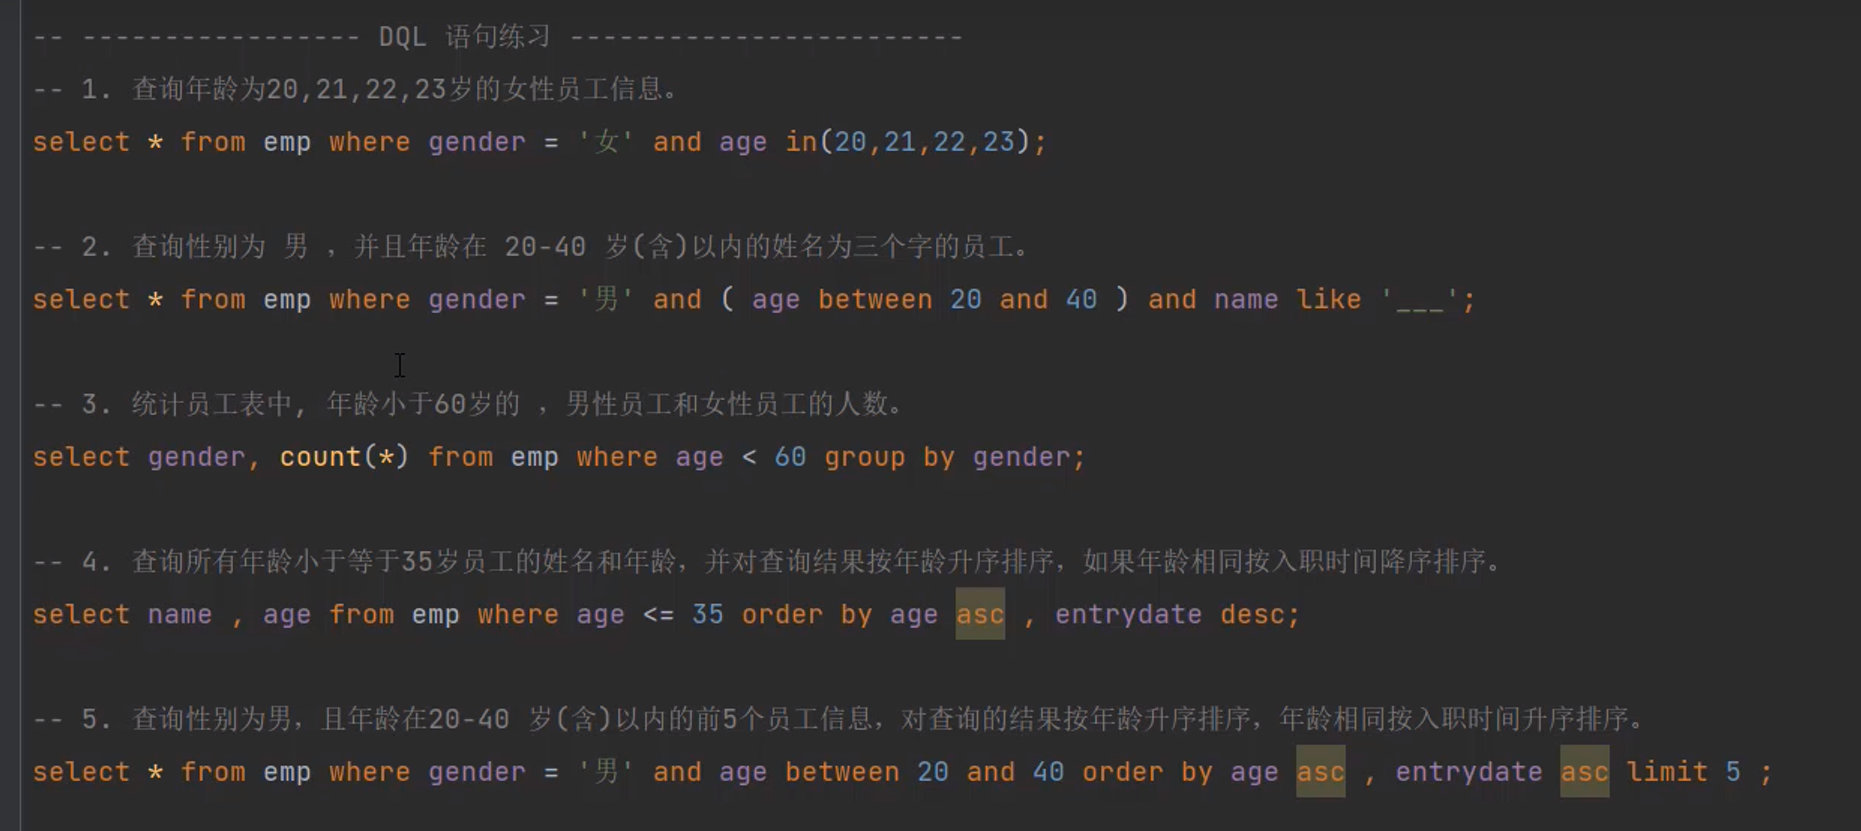 -- ----------------- DQL 语句练习 ------------------------
-- 1. 查询年龄为20,21,22,23岁的女性员工信息。
select * from emp where gender = '女' and age in(20,21,22,23);
-- 2. 查询性别为 男 ，并且年龄在 20-40 岁(含)以内的姓名为三个字的员工。
select * from emp where gender = '男' and ( age between 20 and 40 ) and name like '___';
-- 3. 统计员工表中, 年龄小于60岁的 ，男性员工和女性员工的人数。
select gender, count(*) from emp where age < 60 group by gender;
-- 4. 查询所有年龄小于等于35岁员工的姓名和年龄，并对查询结果按年龄升序排序，如果年龄相同按入职时间降序排序。
select name , age from emp where age <= 35 order by age asc , entrydate desc;
-- 5. 查询性别为男，且年龄在20-40 岁(含)以内的前5个员工信息，对查询的结果按年龄升序排序，年龄相同按入职时间升序排序。
select * from emp where gender = '男' and age between 20 and 40 order by age asc , entrydate asc limit 5 ;